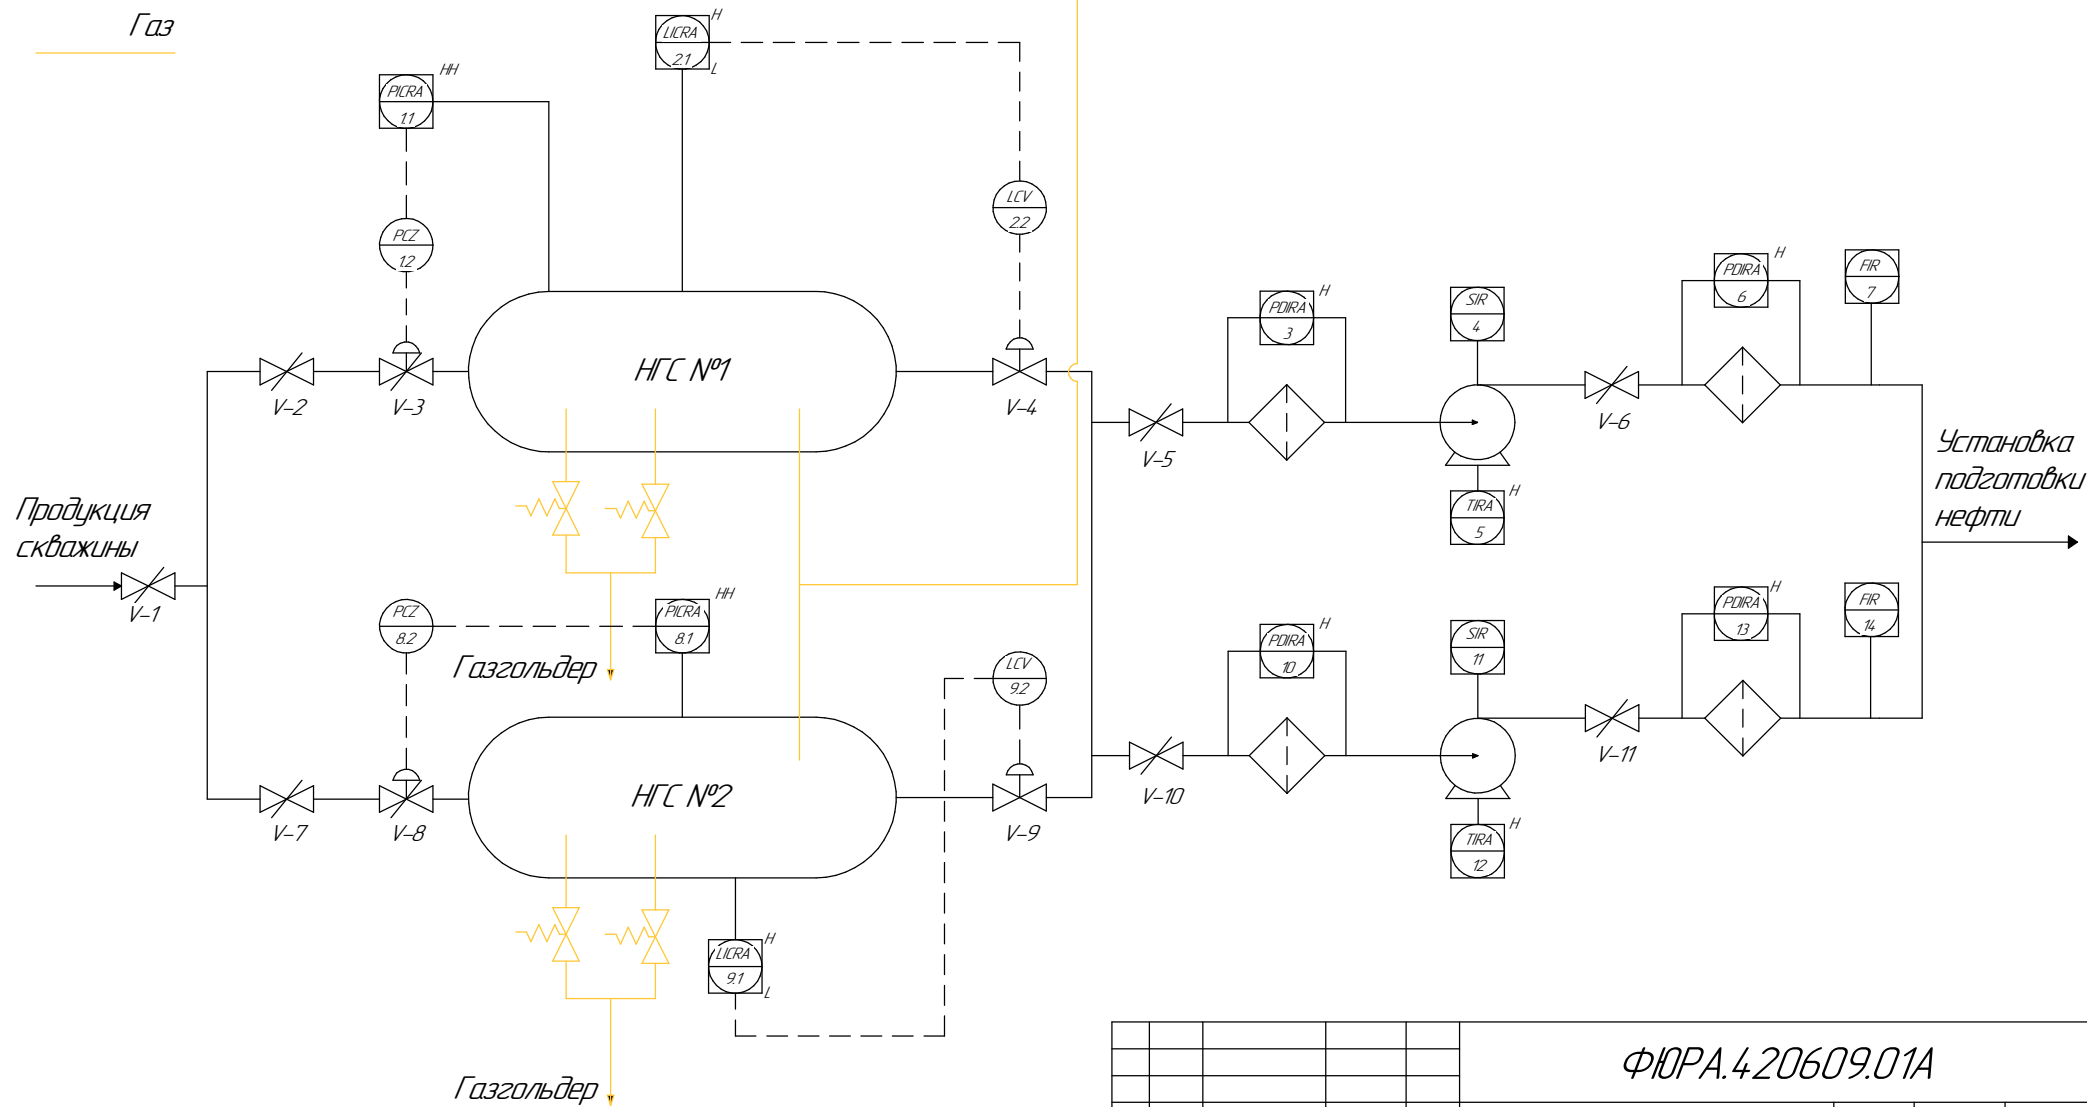 Газ
H
LICRA
2.1
L
HH
PICRA
1.1
LCV
2.2
PCZ
1.2
НГС №1
V-2
V-3
V-4
H
PDIRA
3
SIR
4
H
PDIRA
6
FIR
7
V-5
V-6
H
TIRA
5
Установка
подготовки
нефти
Продукция
скважины
V-1
PCZ
8.2
HH
PICRA
8.1
Газгольдер
LCV
9.2
H
PDIRA
10
SIR
11
H
PDIRA
13
FIR
14
НГС №2
V-7
V-8
V-9
V-10
V-11
H
TIRA
12
H
LICRA
9.1
L
Газгольдер
ФЮРА.420609.01А